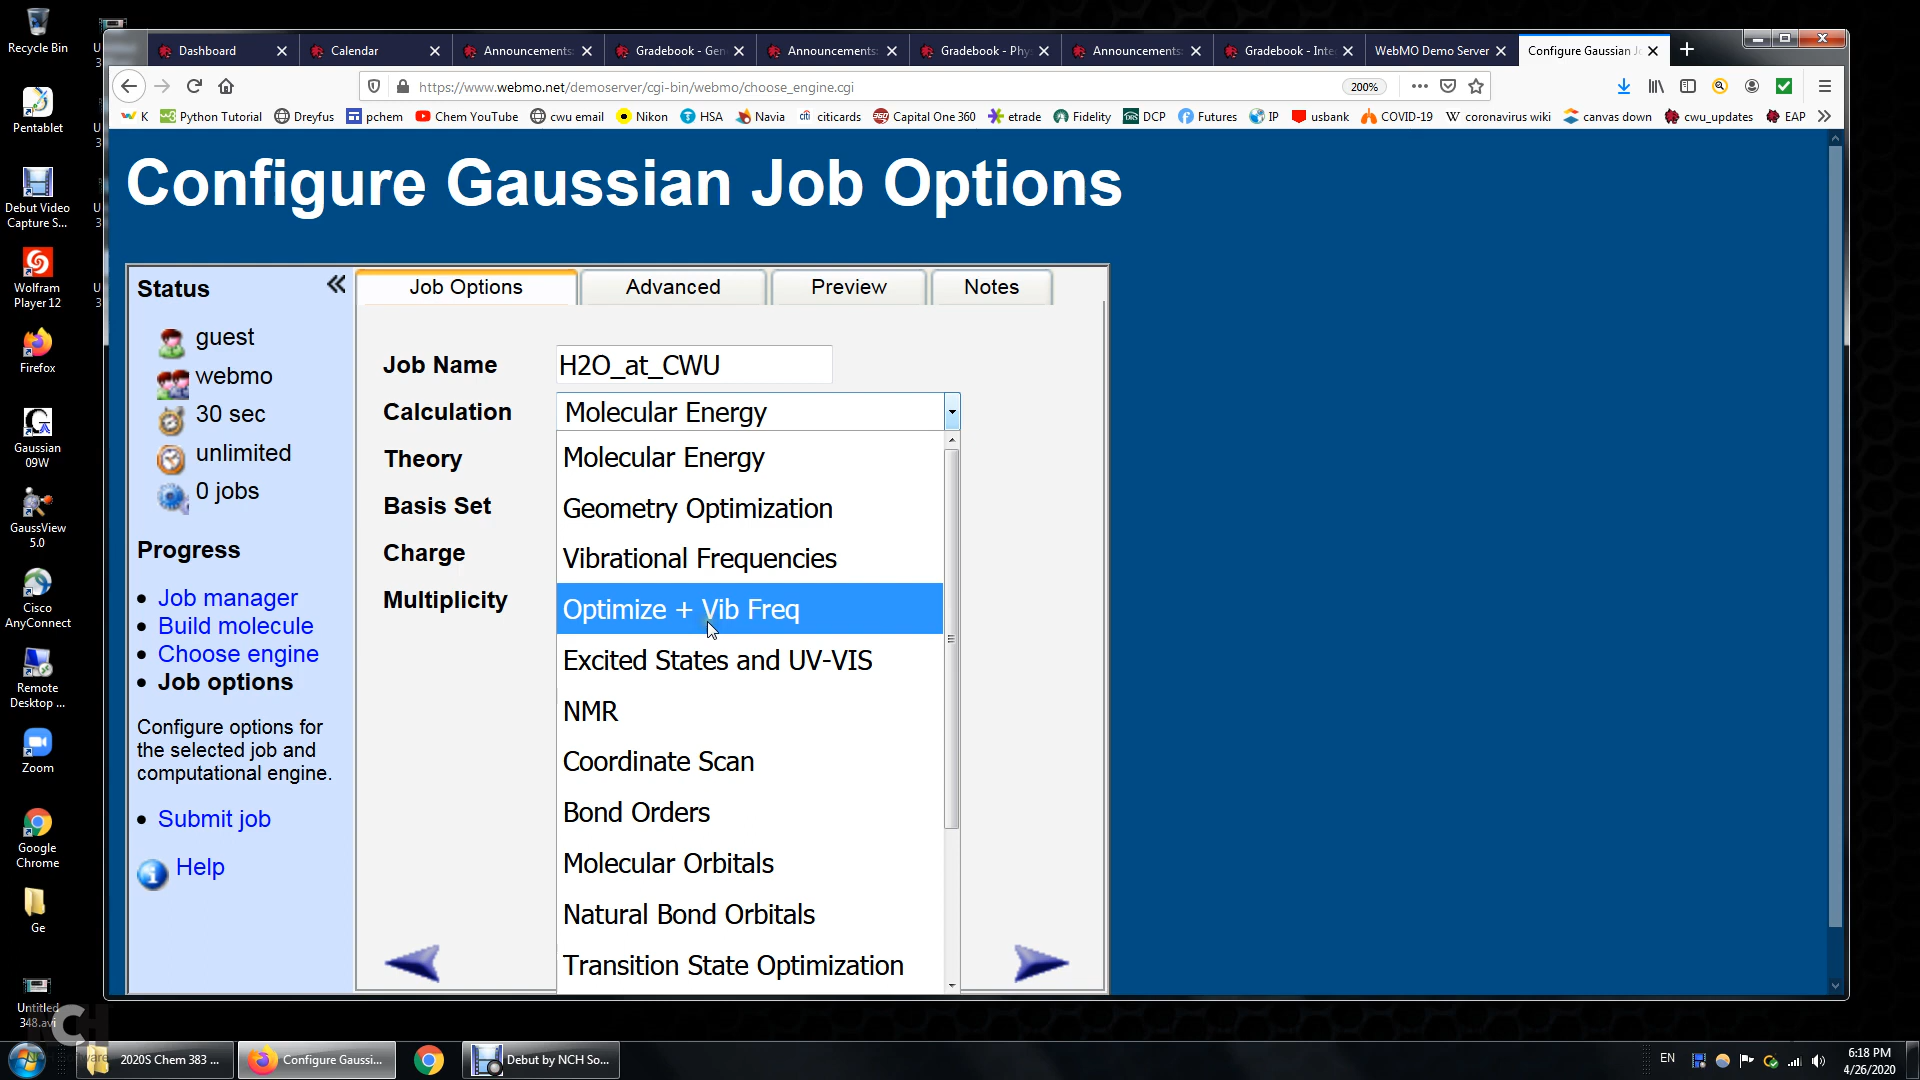 Recycle Bin
Pentablet
Debut Video
Capture S...
Wolfram
Player 12
Firefox
Gaussian
09W
GaussView
5.0
Cisco
AnyConnect
Remote
Desktop ...
Zoom
Google
Chrome
Ge
Untitled
348.avi
Dashboard
Calendar
Announcements:
Gradebook - Gen
Announcements:
Gradebook - Phy
Announcements:
Gradebook - Inte
WebMO Demo Server
Configure Gaussian Jo
https://www.webmo.net/demoserver/cgi-bin/webmo/choose_engine.cgi
200%
K
Python Tutorial
Dreyfus
pchem
Chem YouTube
cwu email
Nikon
HSA
Navia
citicards
Capital One 360
etrade
Fidelity
DCP
Futures
IP
usbank
COVID-19
coronavirus wiki
canvas down
cwu_updates
EAP
Configure Gaussian Job Options
Status
guest
webmo
30 sec
unlimited
0 jobs
Progress
Job manager
Build molecule
Choose engine
Job options
Configure options for
the selected job and
computational engine.
Submit job
Help
Job Options
Advanced
Preview
Notes
Job Name
H2O_at_CWU
Calculation
Molecular Energy
Theory
Basis Set
Charge
Multiplicity
Molecular Energy
Geometry Optimization
Vibrational Frequencies
Optimize + Vib Freq
Excited States and UV-VIS
NMR
Coordinate Scan
Bond Orders
Molecular Orbitals
Natural Bond Orbitals
Transition State Optimization
2020S Chem 383 ...
Configure Gaussi...
Debut by NCH So...
EN
6:18 PM
4/26/2020